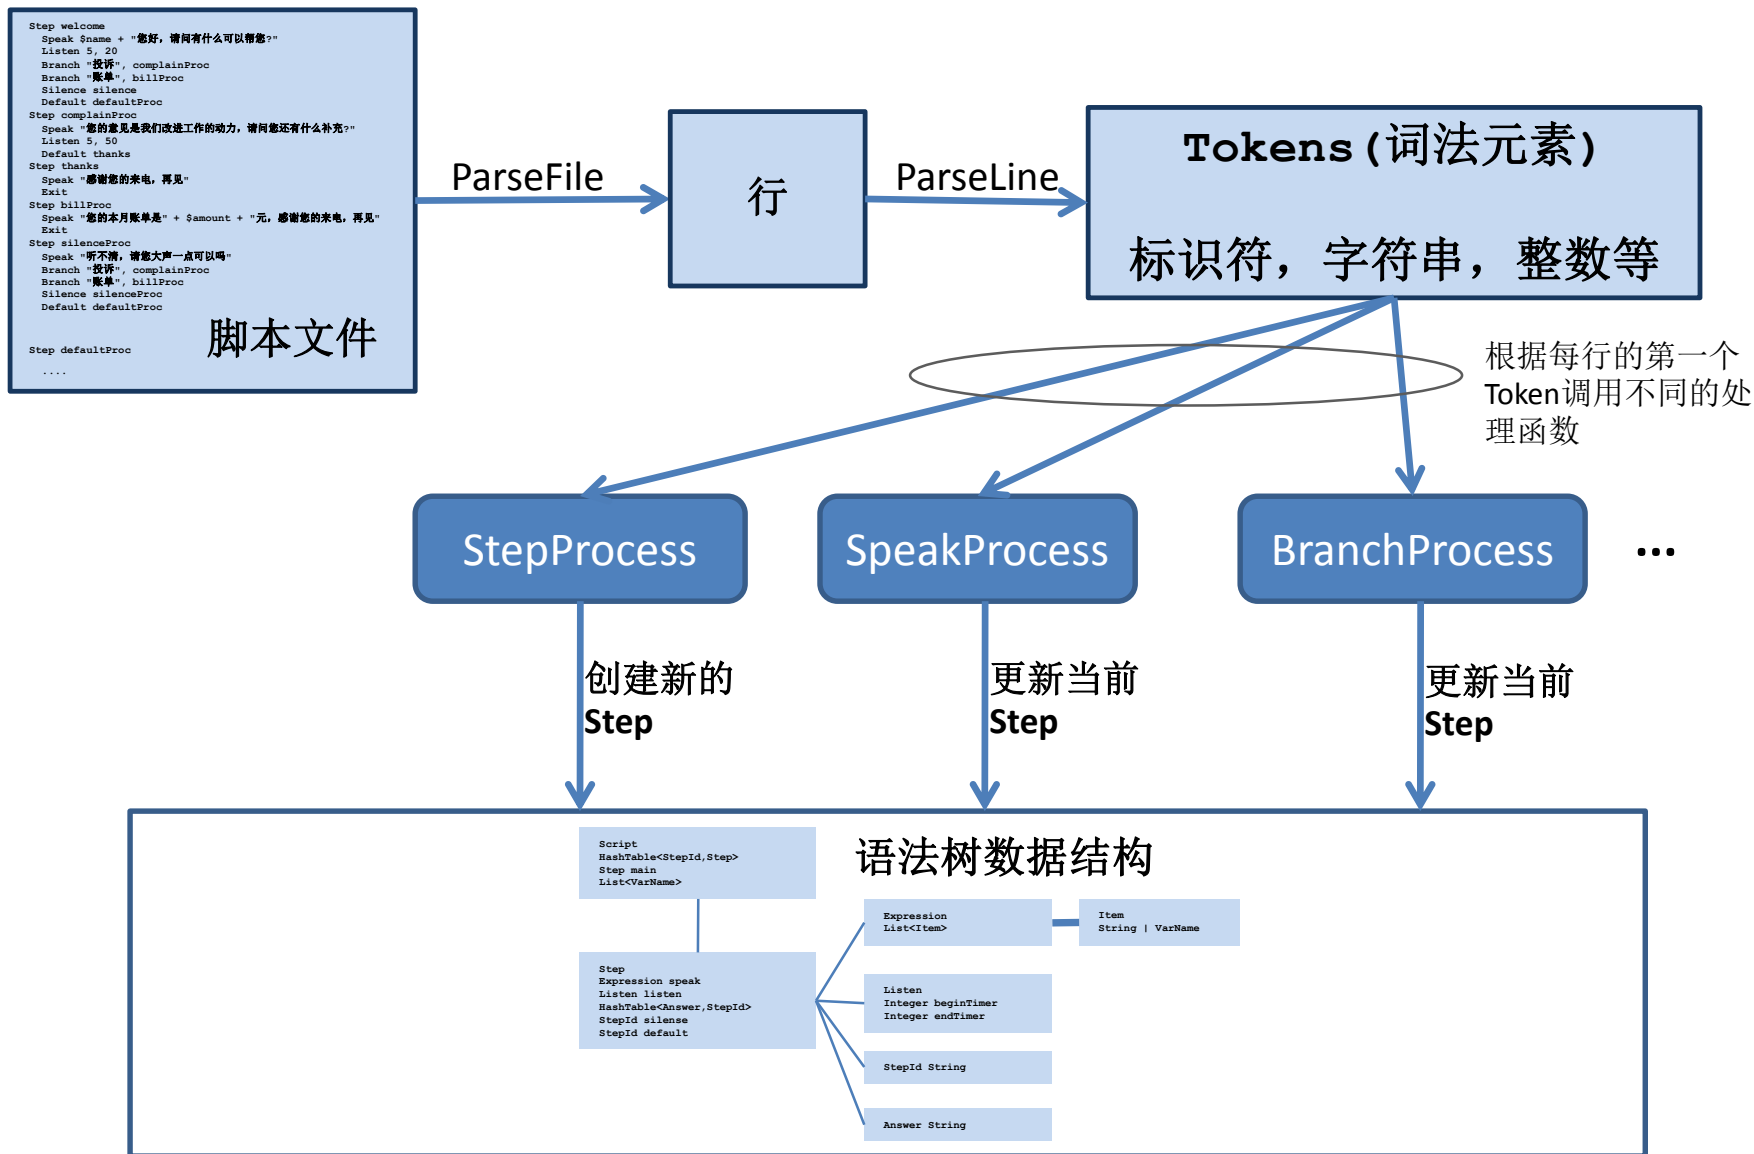 Step welcome
Speak $name + "您好，请问有什么可以帮您?"
Listen 5, 20
Branch "投诉", complainProc
Branch "账单", billProc
Silence silence
Default defaultProc
Step complainProc
Speak "您的意见是我们改进工作的动力，请问您还有什么补充?"
Listen 5, 50
Default thanks
Step thanks
Speak "感谢您的来电，再见"
Exit
Step billProc
Speak "您的本月账单是" + $amount + "元，感谢您的来电，再见"
Exit
Step silenceProc
Speak "听不清，请您大声一点可以吗"
Branch "投诉", complainProc
Branch "账单", billProc
Silence silenceProc
Default defaultProc
脚本文件
Step defaultProc
....
ParseFile
行
ParseLine
Tokens(词法元素)
标识符，字符串，整数等
根据每行的第一个
Token调用不同的处
理函数
StepProcess
SpeakProcess
BranchProcess
...
创建新的
Step
更新当前
Step
更新当前
Step
语法树数据结构
Script
HashTable<StepId,Step>
Step main
List<VarName>
Expression
List<Item>
Item
String | VarName
Step
Expression speak
Listen listen
HashTable<Answer,StepId>
StepId silense
StepId default
Listen
Integer beginTimer
Integer endTimer
StepId String
Answer String